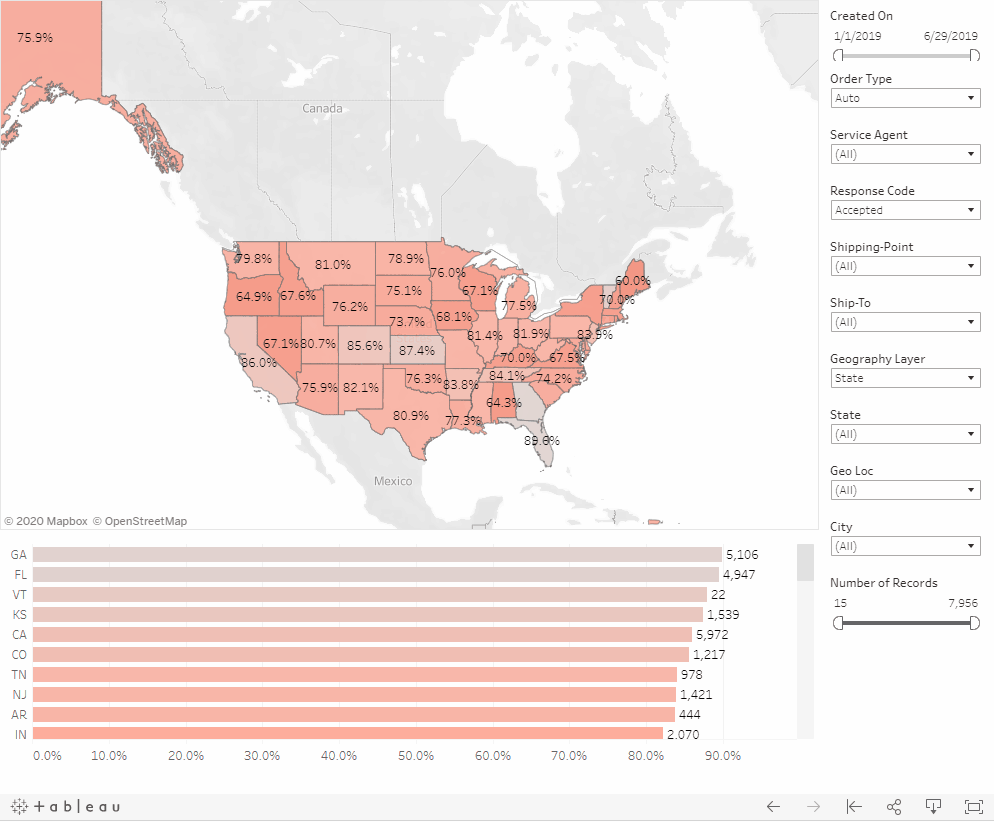 75.9%
Canada
79.8%
81.0%
78.9%
76.0%
64.9%
67.6%
76.2%
75.1%
67.1%
77.5%
60.0%
70.0%
73.7%
68.1%
81.4%
81.9%
83.9%
67.1%
80.7%
85.6%
87.4%
86.0%
70.0%
67.5%
75.9%
82.1%
76.3%
83.8%
84.1%
74.2%
80.9%
77.3%
64.3%
89.6%
Mexico
© 2020 Mapbox © OpenStreetMap
GA 5,106
FL 4,947
VT 22
KS 1,539
CA 5,972
CO 1,217
TN 978
NJ 1,421
AR 444
IN 2,070
0.0% 10.0% 20.0% 30.0% 40.0% 50.0% 60.0% 70.0% 80.0% 90.0%
Created On
1/1/2019 6/29/2019
Order Type
Auto
Service Agent
(All)
Response Code
Accepted
Shipping-Point
(All)
Ship-To
(All)
Geography Layer
State
State
(All)
Geo Loc
(All)
City
(All)
Number of Records
15 7,956
+ a b | e a u